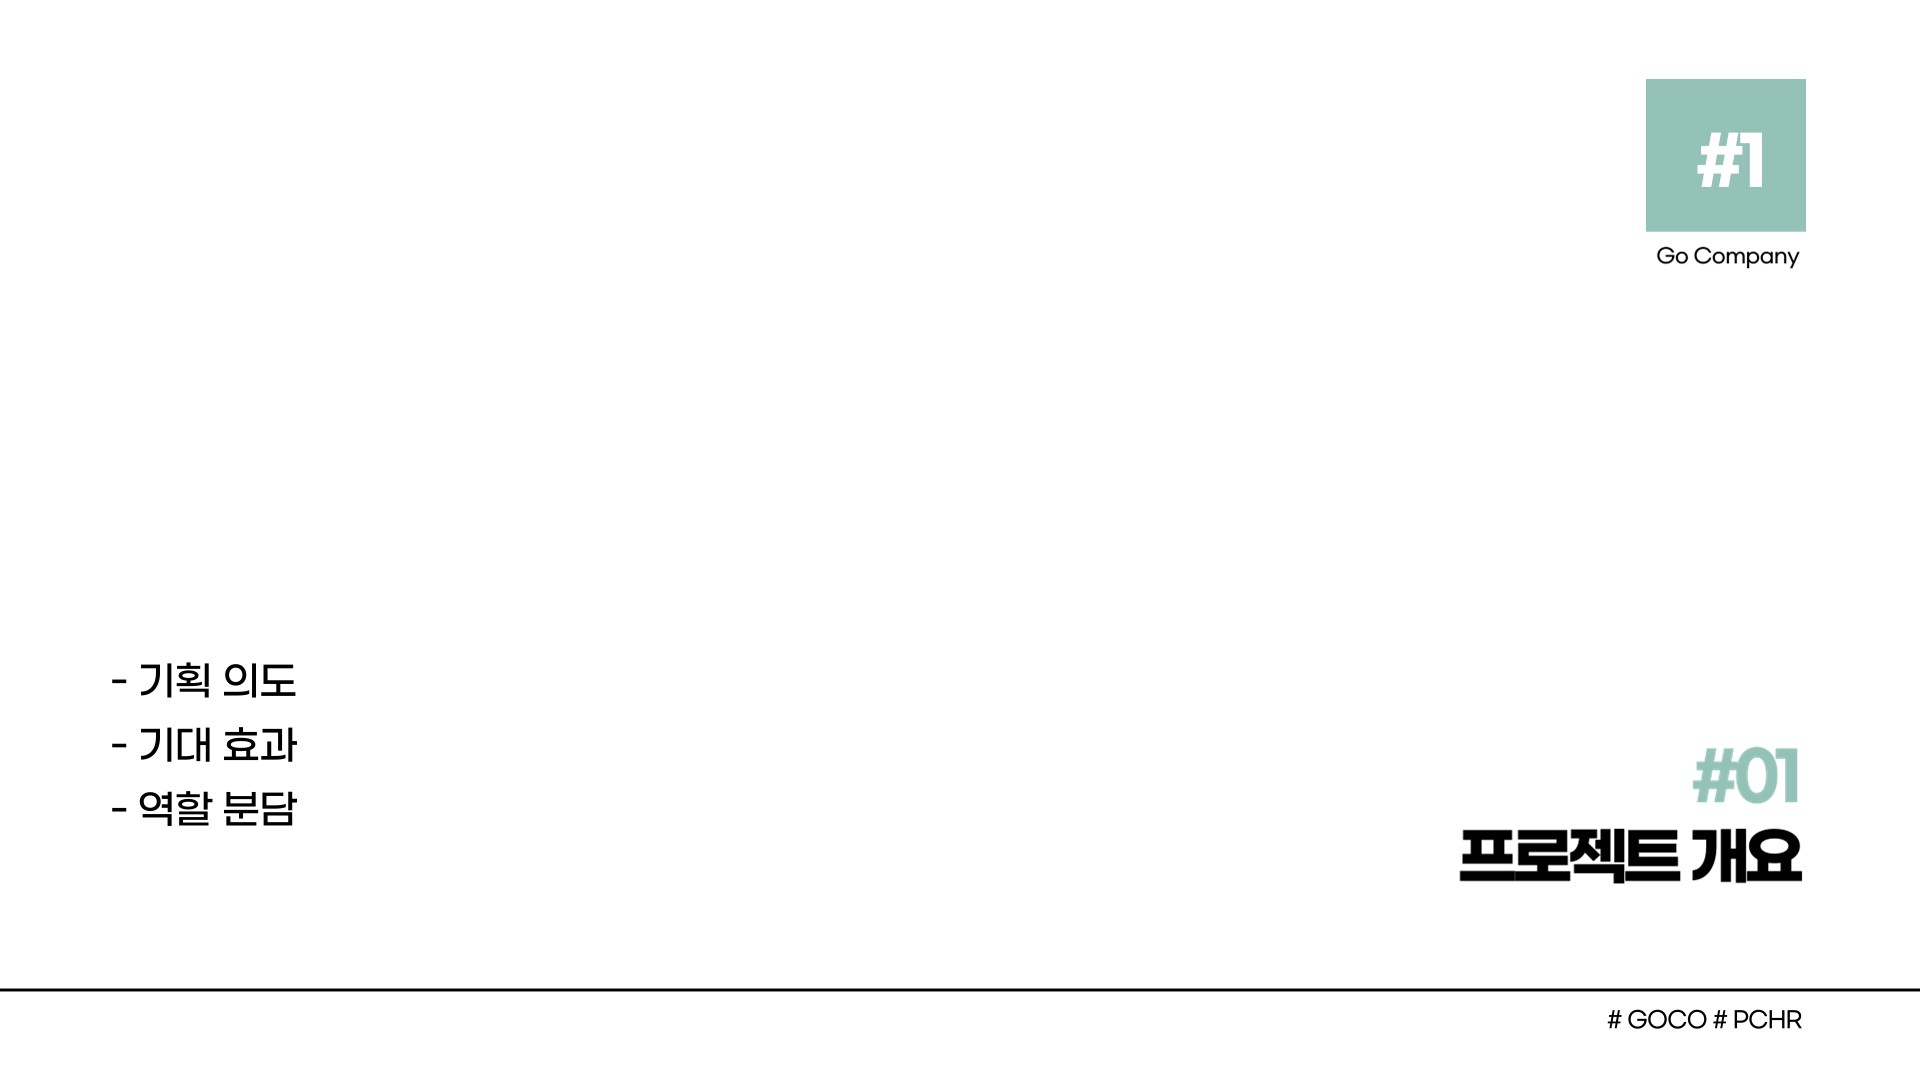 #1
Go Company
- 기획 의도
- 기대 효과
- 역할 분담
#01
프로젝트 개요
# GOCO # PCHR